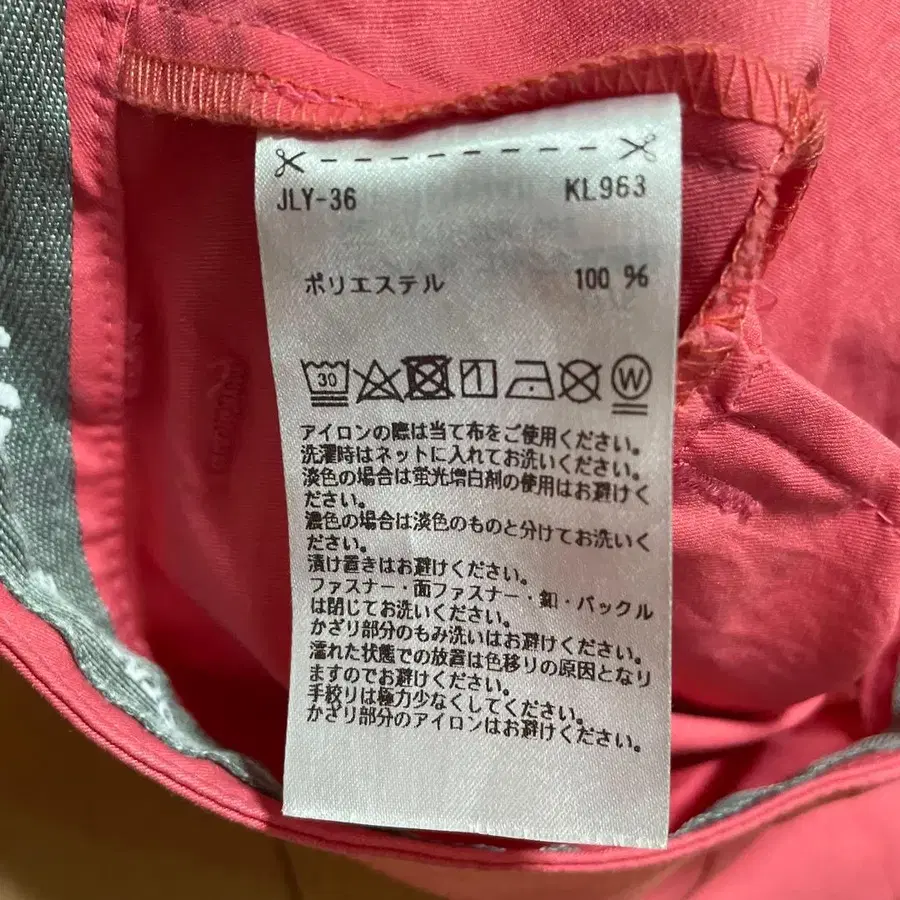 JLY-36 KL963
ポリエステル 100 %
30 W
アイロンの際は当て布をご使用ください。
洗濯時はネットに入れてお洗いください。
淡色の場合は蛍光増白剤の使用はお避けく
ださい。
濃色の場合は淡色のものと分けてお洗いく
ださい。
漬け置きはお避けください。
ファスナー・面ファスナー・釦・バックル
は閉じてお洗いください。
かざり部分のもみ洗いはお避けください。
濡れた状態での放置は色移りの原因となり
ますのでお避けください。
手絞りは極力少なくしてください。
かざり部分のアイロンはお避けください。